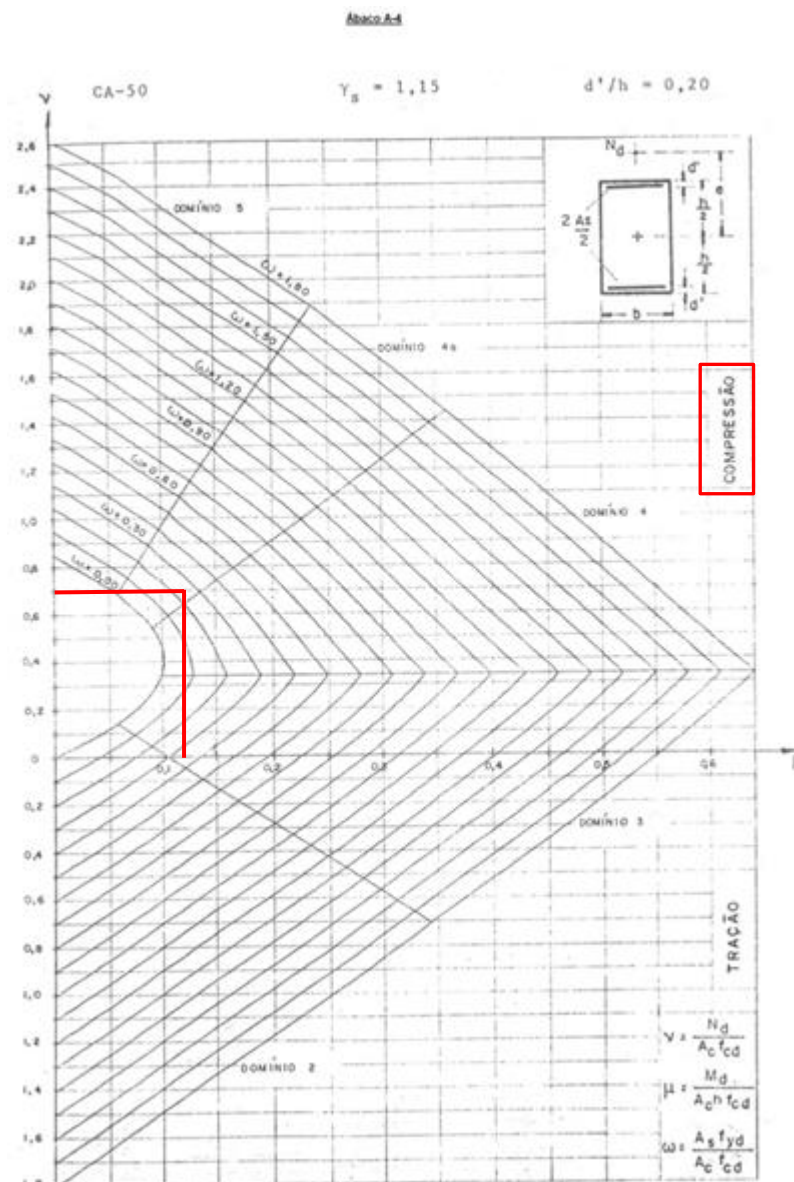 Ábaco A-4
CA-50
γs = 1,15
d'/h = 0,20
ν
2,6
2,4
2,2
2,0
1,8
1,6
1,4
1,2
1,0
0,8
0,6
0,4
0,2
0
0,2
0,4
0,6
0,8
1,0
1,2
1,4
1,6
1,8
0,1
0,2
0,3
0,4
0,5
0,6
DOMÍNIO 5
DOMÍNIO 4a
DOMÍNIO 4
DOMÍNIO 3
DOMÍNIO 2
ω=1,80
ω=1,50
ω=1,20
ω=0,90
ω=0,60
ω=0,30
ω=0,00
Nd
d'
e
h/2
2 As/2
h/2
d'
b
COMPRESSÃO
TRAÇÃO
ν = Nd / Ac fcd
μ = Md / Ac h fcd
ω = As fyd / Ac fcd